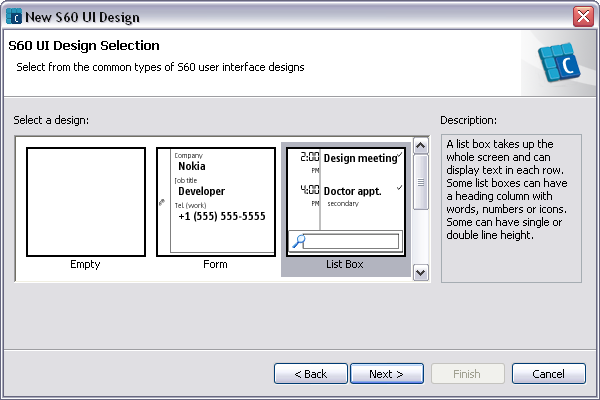 New S60 UI Design
S60 UI Design Selection
Select from the common types of S60 user interface designs
C
Select a design:
Description:
Company
Nokia
Job title
Developer
Tel. (work)
+1 (555) 555-5555
2:00
Design meeting
PM
4:00
Doctor appt.
PM
secondary
Empty
Form
List Box
A list box takes up the
whole screen and can
display text in each row.
Some list boxes can have
a heading column with
words, numbers or icons.
Some can have single or
double line height.
< Back
Next >
Finish
Cancel